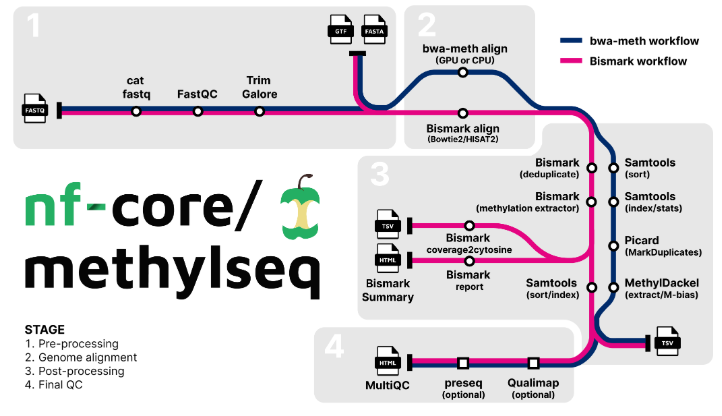 1
GTF
FASTA
2
bwa-meth align
(GPU or CPU)
bwa-meth workflow
Bismark workflow
cat
fastq
FastQC
Trim
Galore
FASTQ
Bismark align
(Bowtie2/HISAT2)
3
Bismark
(deduplicate)
Samtools
(sort)
Bismark
(methylation extractor)
Samtools
(index/stats)
TSV
Bismark
coverage2cytosine
Picard
(MarkDuplicates)
HTML
Bismark
Summary
Bismark
report
Samtools
(sort/index)
MethylDackel
(extract/M-bias)
TSV
nf-core/
methylseq
STAGE
1. Pre-processing
2. Genome alignment
3. Post-processing
4. Final QC
4
HTML
MultiQC
preseq
(optional)
Qualimap
(optional)